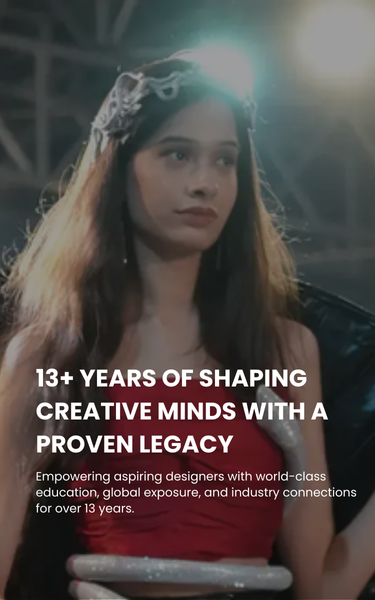 13+ YEARS OF SHAPING
CREATIVE MINDS WITH A
PROVEN LEGACY
Empowering aspiring designers with world-class
education, global exposure, and industry connections
for over 13 years.